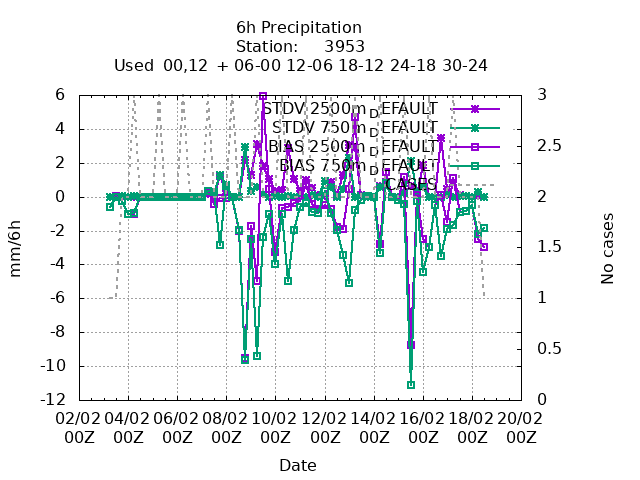 6h Precipitation
Station: 3953
Used 00,12 + 06-00 12-06 18-12 24-18 30-24
STDV 2500m_DEFAULT
STDV 750m_DEFAULT
BIAS 2500m_DEFAULT
BIAS 750m_DEFAULT
CASES
6
4
2
0
-2
-4
-6
-8
-10
-12
mm/6h
3
2.5
2
1.5
1
0.5
0
No cases
02/02 04/02 06/02 08/02 10/02 12/02 14/02 16/02 18/02 20/02
00Z 00Z 00Z 00Z 00Z 00Z 00Z 00Z 00Z 00Z
Date